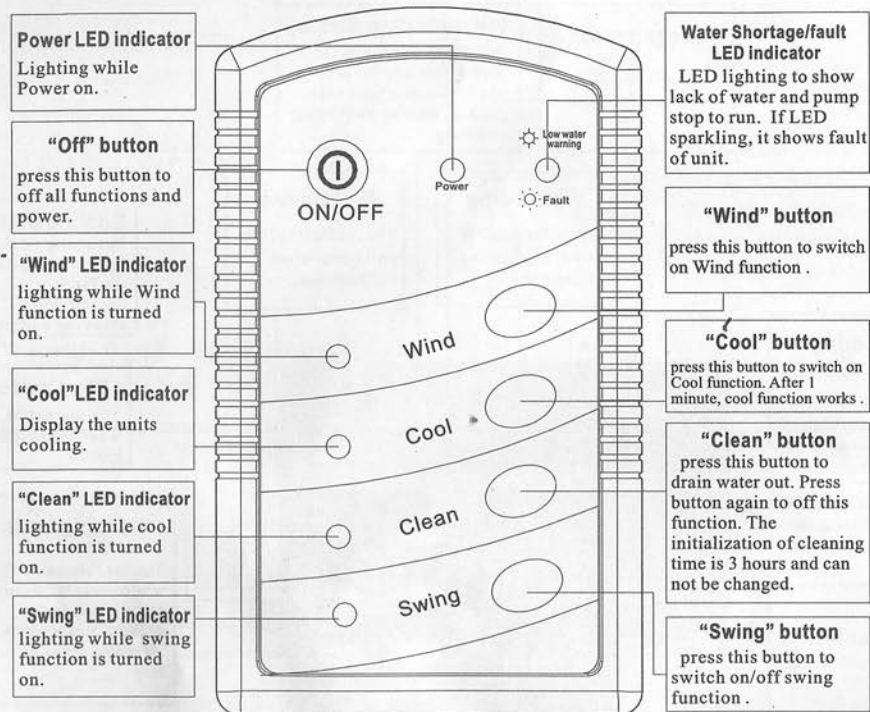 Power LED indicator
Lighting while
Power on.
“Off” button
press this button to
off all functions and
power.
“Wind” LED indicator
lighting while Wind
function is turned
on.
“Cool”LED indicator
Display the units
cooling.
“Clean” LED indicator
lighting while cool
function is turned
on.
“Swing” LED indicator
lighting while swing
function is turned
on.
ON/OFF
Power
Low water
warning
Fault
Wind
Cool
Clean
Swing
Water Shortage/fault
LED indicator
LED lighting to show
lack of water and pump
stop to run. If LED
sparkling, it shows fault
of unit.
“Wind” button
press this button to switch
on Wind function .
“Cool” button
press this button to switch on
Cool function. After 1
minute, cool function works .
“Clean” button
press this button to
drain water out. Press
button again to off this
function. The
initialization of cleaning
time is 3 hours and can
not be changed.
“Swing” button
press this button to
switch on/off swing
function .